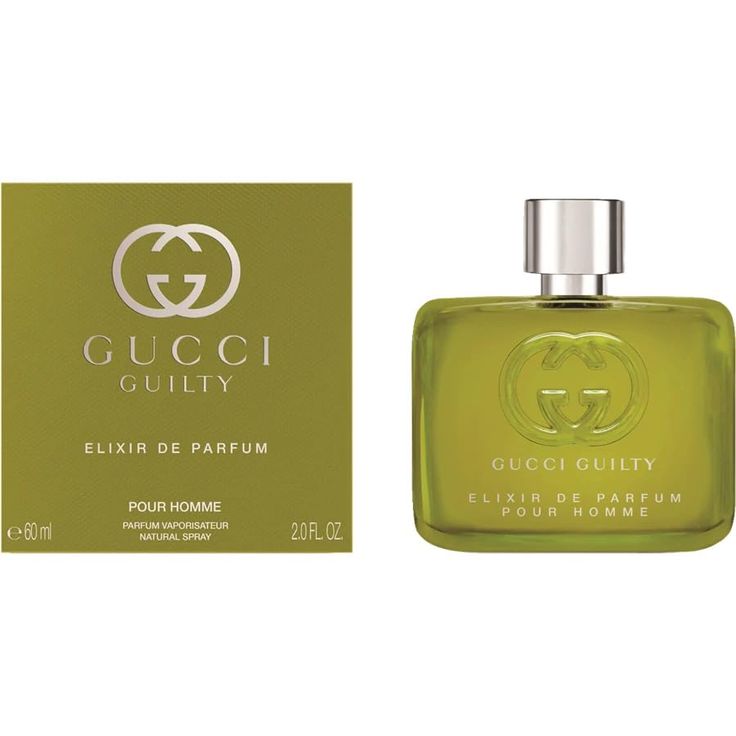 GUCCI
GUILTY
ELIXIR DE PARFUM
POUR HOMME
PARFUM VAPORISATEUR
NATURAL SPRAY
℮60 ml
2.0 FL. OZ.
GUCCI GUILTY
ELIXIR DE PARFUM
POUR HOMME